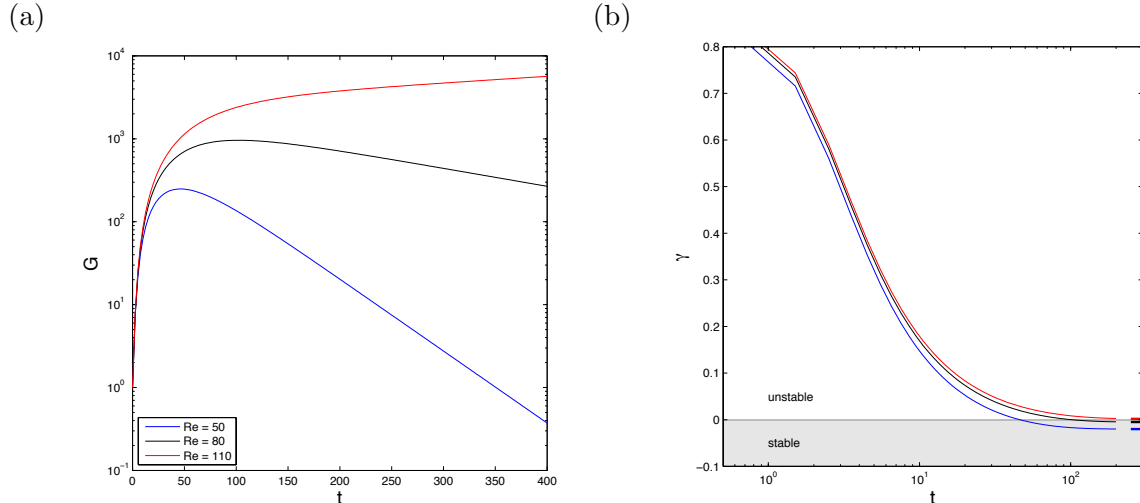 (a)
10^4
10^3
10^2
10^1
10^0
10^−1
G
0
50
100
150
200
250
300
350
400
t
Re = 50
Re = 80
Re = 110
(b)
0.8
0.7
0.6
0.5
0.4
0.3
0.2
0.1
0
−0.1
γ
unstable
stable
10^0
10^1
10^2
t